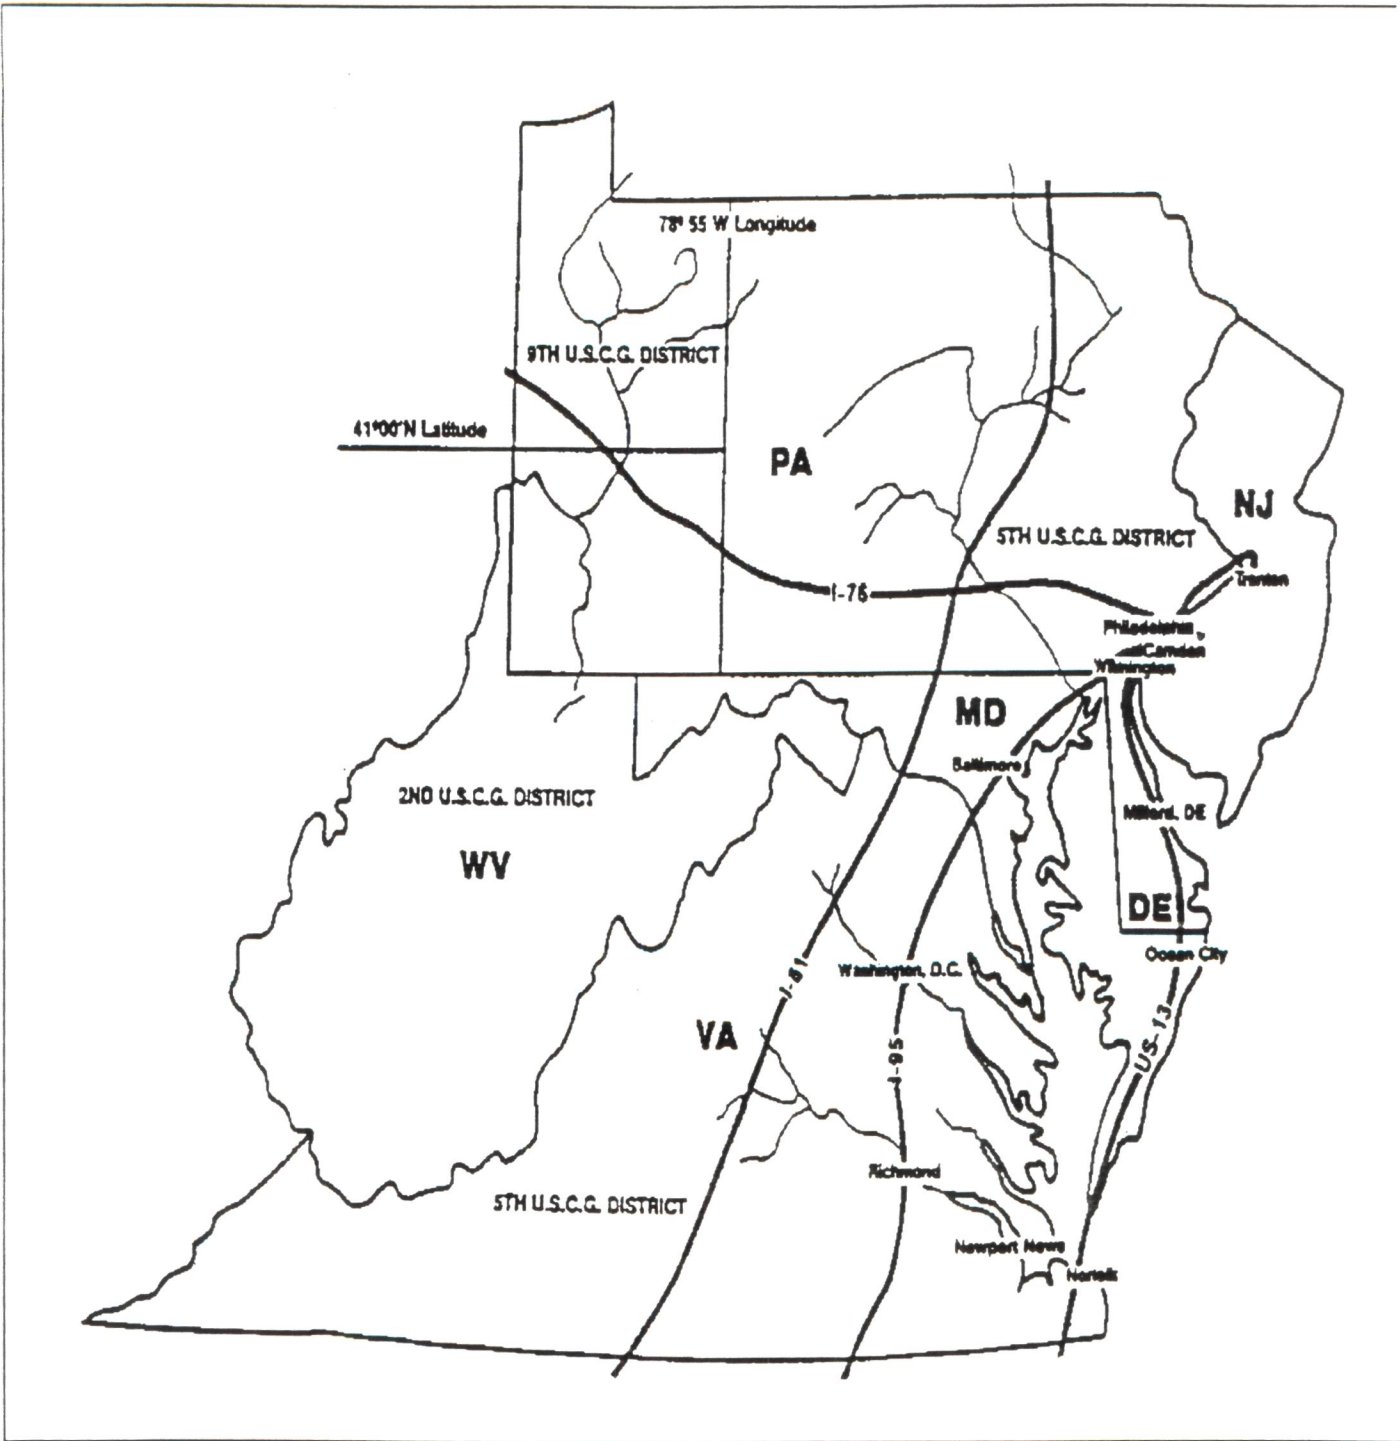 78° 55 W Longitude
9TH U.S.C.G. DISTRICT
41°00'N Latitude
PA
NJ
5TH U.S.C.G. DISTRICT
Trenton
I-76
Philadelphia
Camden
Wilmington
MD
Baltimore
2ND U.S.C.G. DISTRICT
Milford, DE
WV
DE
Ocean City
Washington, D.C.
I-81
US-13
VA
I-95
Richmond
5TH U.S.C.G. DISTRICT
Newport News
Norfolk